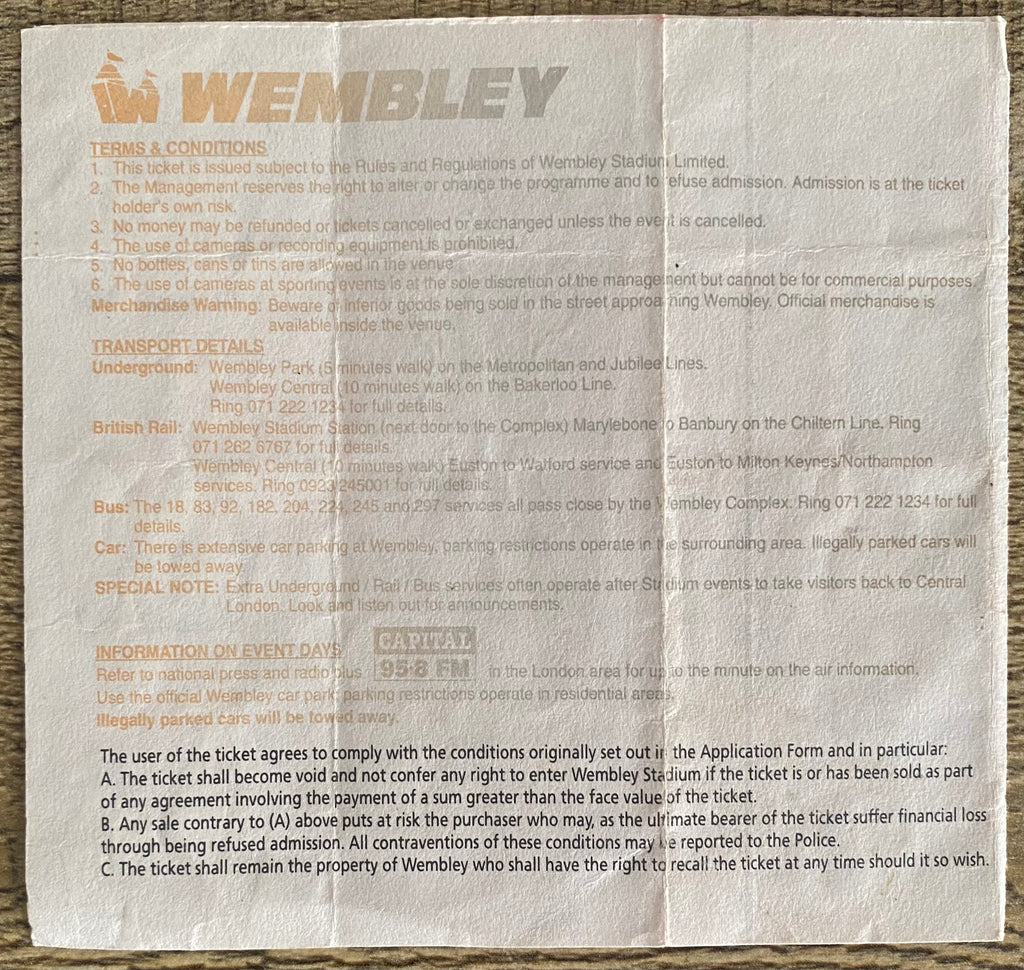 WEMBLEY
TERMS & CONDITIONS
1. This ticket is issued subject to the Rules and Regulations of Wembley Stadium Limited.
2. The Management reserves the right to alter or change the programme and to refuse admission. Admission is at the ticket
holder's own risk.
3. No money may be refunded or tickets cancelled or exchanged unless the event is cancelled.
4. The use of cameras or recording equipment is prohibited.
5. No bottles, cans or tins are allowed in the venue
6. The use of cameras at sporting events is at the sole discretion of the management but cannot be for commercial purposes.
Merchandise Warning: Beware of inferior goods being sold in the street approaching Wembley. Official merchandise is
available inside the venue.
TRANSPORT DETAILS
Underground: Wembley Park (5 minutes walk) on the Metropolitan and Jubilee Lines.
Wembley Central (10 minutes walk) on the Bakerloo Line.
Ring 071 222 1234 for full details.
British Rail: Wembley Stadium Station (next door to the Complex) Marylebone to Banbury on the Chiltern Line. Ring
071 262 6767 for full details.
Wembley Central (10 minutes walk) Euston to Watford service and Euston to Milton Keynes/Northampton
services. Ring 0923 245001 for full details.
Bus: The 18, 83, 92, 182, 204, 224, 245 and 297 services all pass close by the Wembley Complex. Ring 071 222 1234 for full
details.
Car: There is extensive car parking at Wembley, parking restrictions operate in the surrounding area. Illegally parked cars will
be towed away.
SPECIAL NOTE: Extra Underground / Rail / Bus services often operate after Stadium events to take visitors back to Central
London. Look and listen out for announcements.
INFORMATION ON EVENT DAYS
Refer to national press and radio plus CAPITAL 95·8 FM in the London area for up to the minute on the air information.
Use the official Wembley car park, parking restrictions operate in residential areas.
Illegally parked cars will be towed away.
The user of the ticket agrees to comply with the conditions originally set out in the Application Form and in particular:
A. The ticket shall become void and not confer any right to enter Wembley Stadium if the ticket is or has been sold as part
of any agreement involving the payment of a sum greater than the face value of the ticket.
B. Any sale contrary to (A) above puts at risk the purchaser who may, as the ultimate bearer of the ticket suffer financial loss
through being refused admission. All contraventions of these conditions may be reported to the Police.
C. The ticket shall remain the property of Wembley who shall have the right to recall the ticket at any time should it so wish.